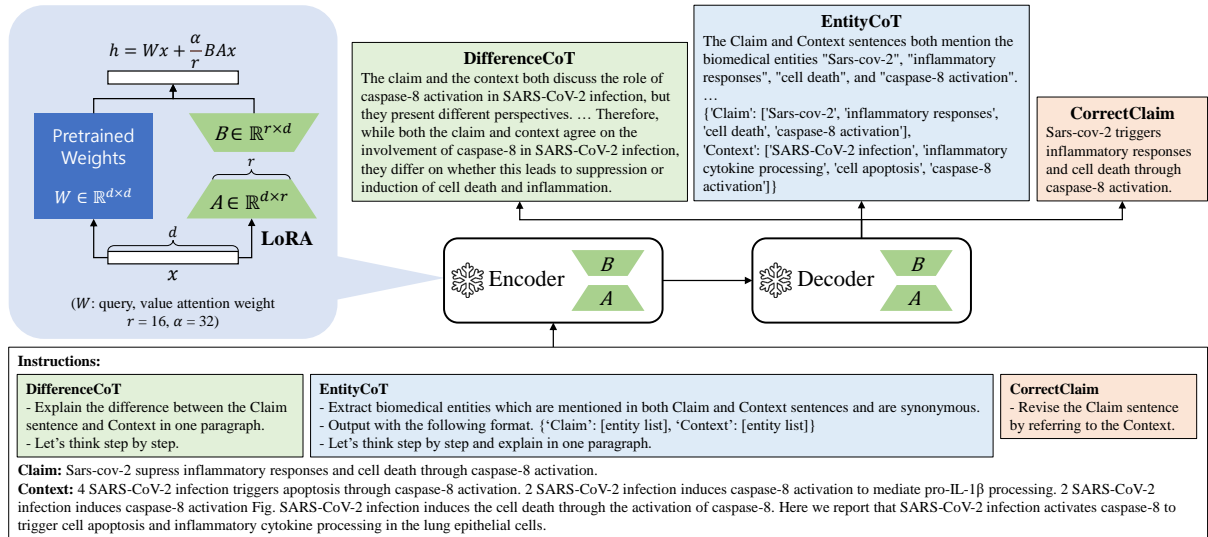 h = Wx + α/r BAx
Pretrained
Weights
W ∈ ℝ^{d×d}
B ∈ ℝ^{r×d}
r
A ∈ ℝ^{d×r}
LoRA
d
x
(W: query, value attention weight
r = 16, α = 32)
DifferenceCoT
The claim and the context both discuss the role of
caspase-8 activation in SARS-CoV-2 infection, but
they present different perspectives. … Therefore,
while both the claim and context agree on the
involvement of caspase-8 in SARS-CoV-2 infection,
they differ on whether this leads to suppression or
induction of cell death and inflammation.
EntityCoT
The Claim and Context sentences both mention the
biomedical entities "Sars-cov-2", "inflammatory
responses", "cell death", and "caspase-8 activation".
…
{'Claim': ['Sars-cov-2', 'inflammatory responses',
'cell death', 'caspase-8 activation'],
'Context': ['SARS-CoV-2 infection', 'inflammatory
cytokine processing', 'cell apoptosis', 'caspase-8
activation']}
CorrectClaim
Sars-cov-2 triggers
inflammatory responses
and cell death through
caspase-8 activation.
Encoder
B
A
Decoder
B
A
Instructions:
DifferenceCoT
- Explain the difference between the Claim
sentence and Context in one paragraph.
- Let's think step by step.
EntityCoT
- Extract biomedical entities which are mentioned in both Claim and Context sentences and are synonymous.
- Output with the following format. {'Claim': [entity list], 'Context': [entity list]}
- Let's think step by step and explain in one paragraph.
CorrectClaim
- Revise the Claim sentence
by referring to the Context.
Claim: Sars-cov-2 supress inflammatory responses and cell death through caspase-8 activation.
Context: 4 SARS-CoV-2 infection triggers apoptosis through caspase-8 activation. 2 SARS-CoV-2 infection induces caspase-8 activation to mediate pro-IL-1β processing. 2 SARS-CoV-2
infection induces caspase-8 activation Fig. SARS-CoV-2 infection induces the cell death through the activation of caspase-8. Here we report that SARS-CoV-2 infection activates caspase-8 to
trigger cell apoptosis and inflammatory cytokine processing in the lung epithelial cells.